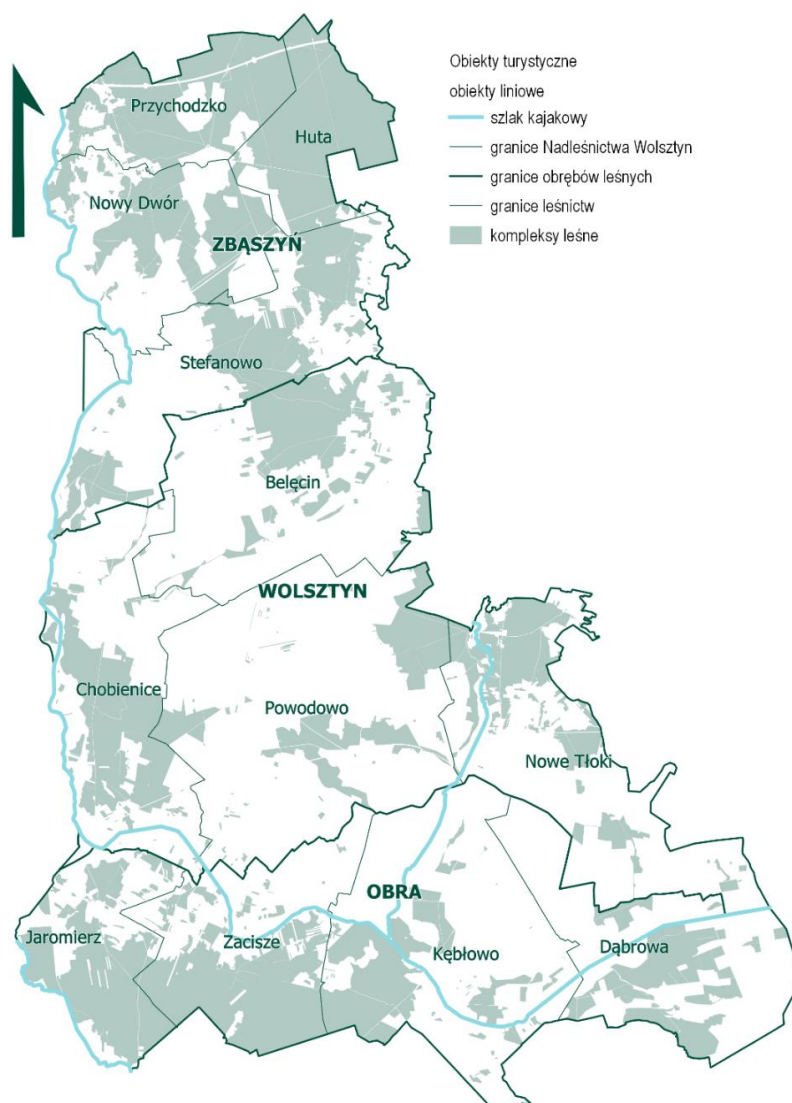 Obiekty turystyczne
obiekty liniowe
szlak kajakowy
granice Nadleśnictwa Wolsztyn
granice obrębów leśnych
granice leśnictw
kompleksy leśne
Przychodzko
Huta
Nowy Dwór
ZBĄSZYŃ
Stefanowo
Belęcin
WOLSZTYN
Chobienice
Powodowo
Nowe Tłoki
OBRA
Jaromierz
Zacisze
Kębłowo
Dąbrowa